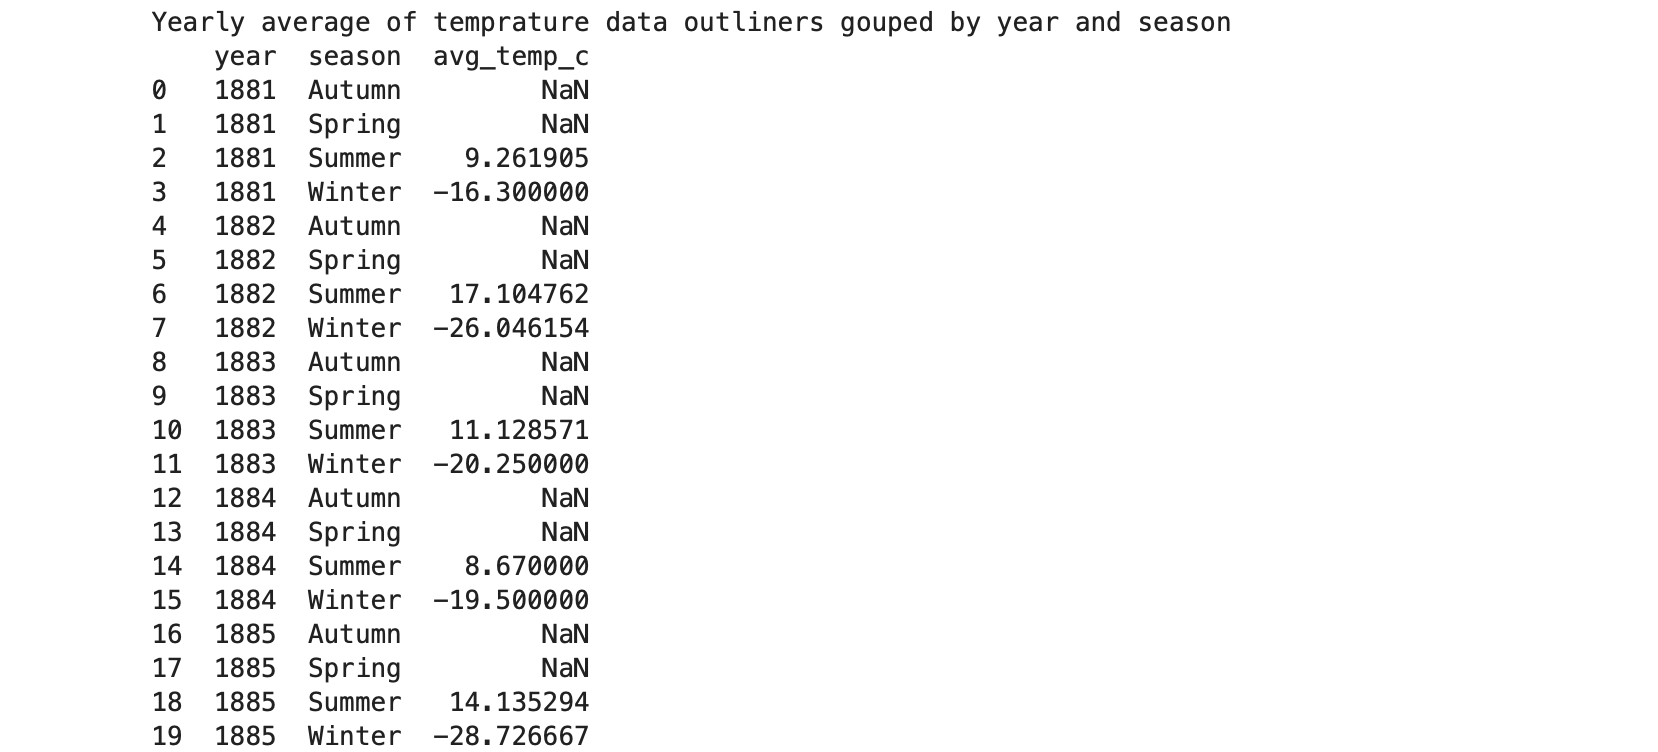 Yearly average of temprature data outliners gouped by year and season
year season avg_temp_c
0 1881 Autumn NaN
1 1881 Spring NaN
2 1881 Summer 9.261905
3 1881 Winter -16.300000
4 1882 Autumn NaN
5 1882 Spring NaN
6 1882 Summer 17.104762
7 1882 Winter -26.046154
8 1883 Autumn NaN
9 1883 Spring NaN
10 1883 Summer 11.128571
11 1883 Winter -20.250000
12 1884 Autumn NaN
13 1884 Spring NaN
14 1884 Summer 8.670000
15 1884 Winter -19.500000
16 1885 Autumn NaN
17 1885 Spring NaN
18 1885 Summer 14.135294
19 1885 Winter -28.726667